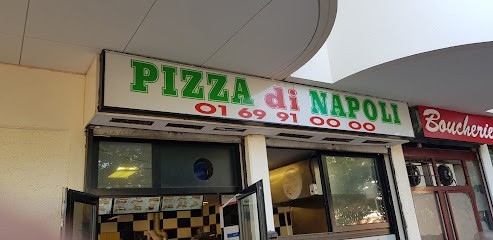 PIZZA di NAPOLI
01 69 91 00 00
Boucherie